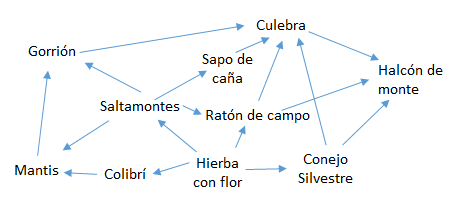 Culebra
Gorrión
Sapo de
caña
Halcón de
monte
Saltamontes
Ratón de campo
Mantis
Colibrí
Hierba
con flor
Conejo
Silvestre